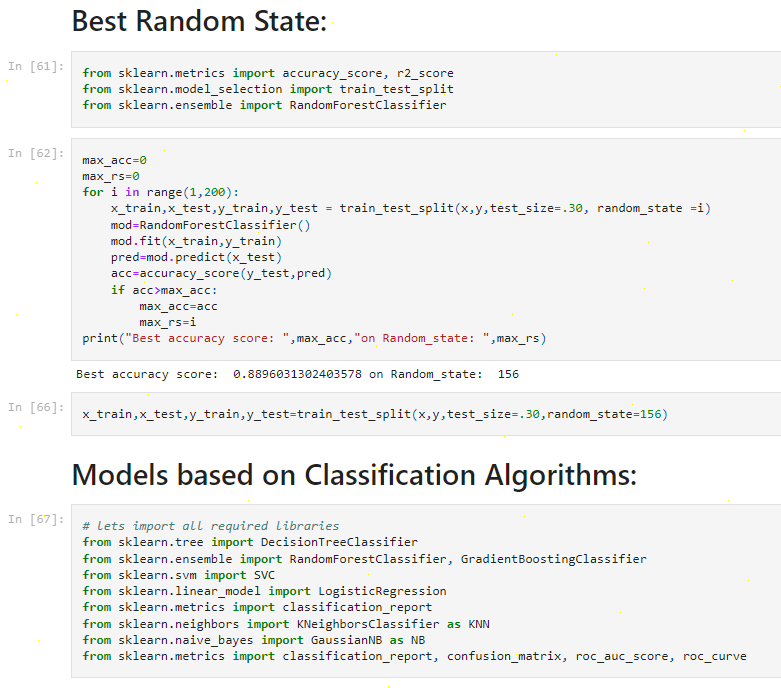 Best Random State:
In [61]:
from sklearn.metrics import accuracy_score, r2_score
from sklearn.model_selection import train_test_split
from sklearn.ensemble import RandomForestClassifier
In [62]:
max_acc=0
max_rs=0
for i in range(1,200):
    x_train,x_test,y_train,y_test = train_test_split(x,y,test_size=.30, random_state =i)
    mod=RandomForestClassifier()
    mod.fit(x_train,y_train)
    pred=mod.predict(x_test)
    acc=accuracy_score(y_test,pred)
    if acc>max_acc:
        max_acc=acc
        max_rs=i
print("Best accuracy score: ",max_acc,"on Random_state: ",max_rs)
Best accuracy score:  0.8896031302403578 on Random_state:  156
In [66]:
x_train,x_test,y_train,y_test=train_test_split(x,y,test_size=.30,random_state=156)
Models based on Classification Algorithms:
In [67]:
# lets import all required libraries
from sklearn.tree import DecisionTreeClassifier
from sklearn.ensemble import RandomForestClassifier, GradientBoostingClassifier
from sklearn.svm import SVC
from sklearn.linear_model import LogisticRegression
from sklearn.metrics import classification_report
from sklearn.neighbors import KNeighborsClassifier as KNN
from sklearn.naive_bayes import GaussianNB as NB
from sklearn.metrics import classification_report, confusion_matrix, roc_auc_score, roc_curve